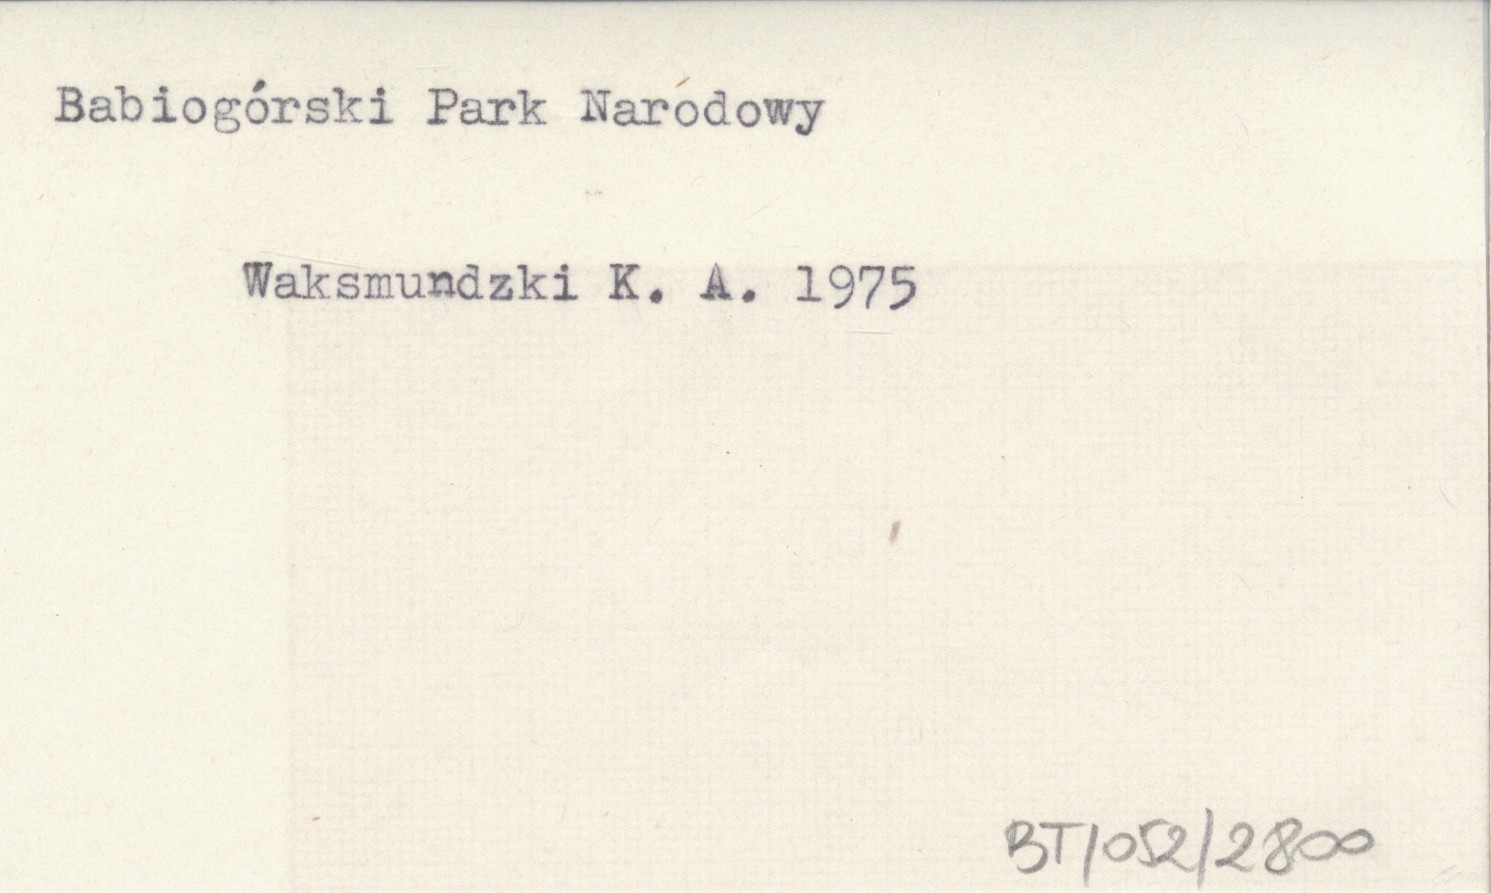 Babiogórski Park Narodowy
Waksmundzki K. A. 1975
BT/052/2800